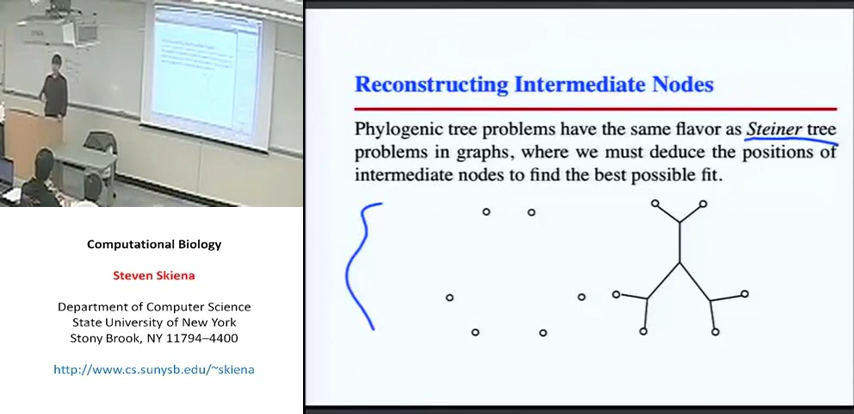 Computational Biology
Steven Skiena
Department of Computer Science
State University of New York
Stony Brook, NY 11794–4400
http://www.cs.sunysb.edu/~skiena
Reconstructing Intermediate Nodes
Phylogenic tree problems have the same flavor as Steiner tree
problems in graphs, where we must deduce the positions of
intermediate nodes to find the best possible fit.